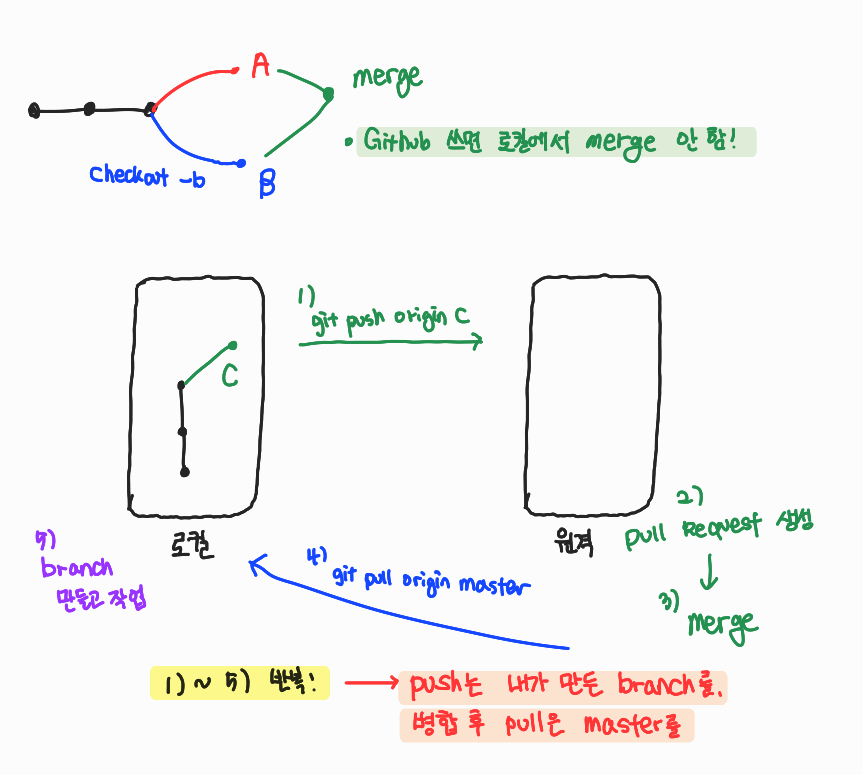 A
merge
• Github 쓰면 로컬에서 merge 안 함!
checkout -b
B
1)
git push origin C
C
로컬
원격
2)
pull Request 생성
3)
merge
4)
git pull origin master
5)
branch
만들고 작업
1) ~ 5) 반복!
push는 내가 만든 branch를,
병합 후 pull은 master를